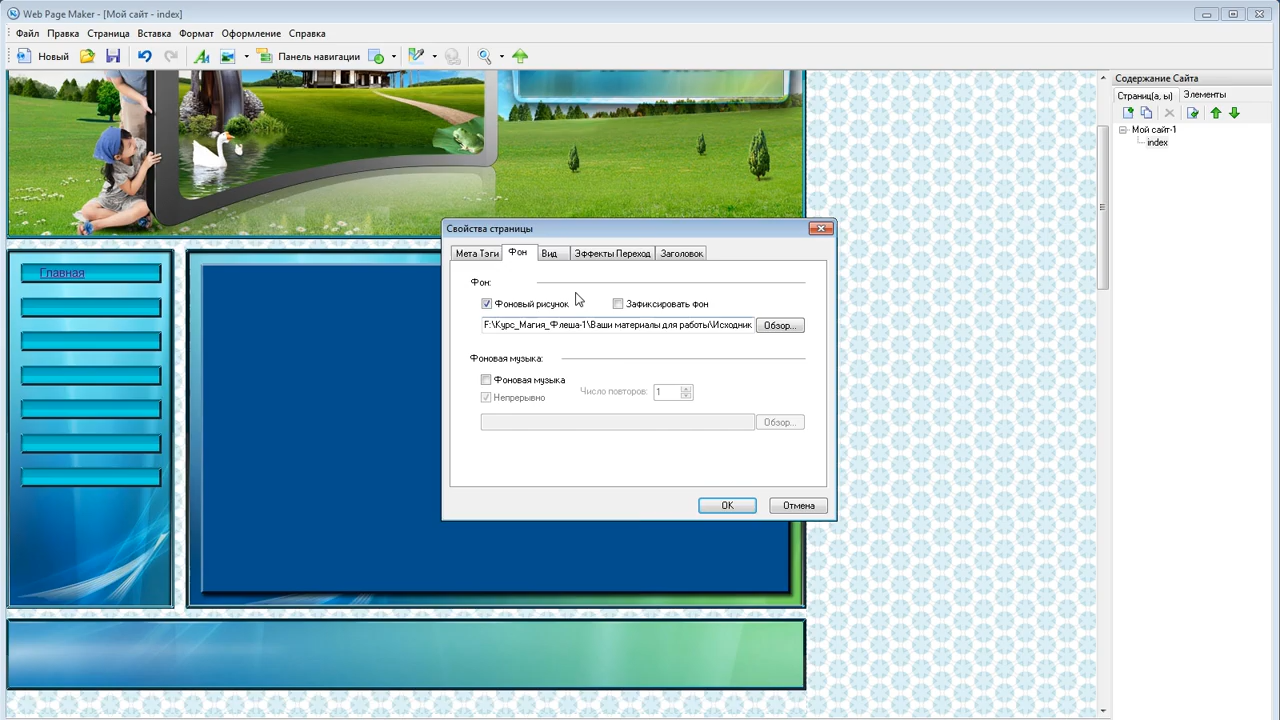 Web Page Maker - [Мой сайт - index]
Файл Правка Страница Вставка Формат Оформление Справка
Новый Панель навигации
Содержание Сайта
Страниц(а, ы) Элементы
Мой сайт-1
index
Главная
Свойства страницы
Мета Тэги Фон Вид Эффекты Переход Заголовок
Фон:
Фоновый рисунок Зафиксировать фон
F:\Курс_Магия_Флеша-1\Ваши материалы для работы\Исходник Обзор...
Фоновая музыка:
Фоновая музыка
Число повторов: 1
Непрерывно
Обзор...
OK Отмена